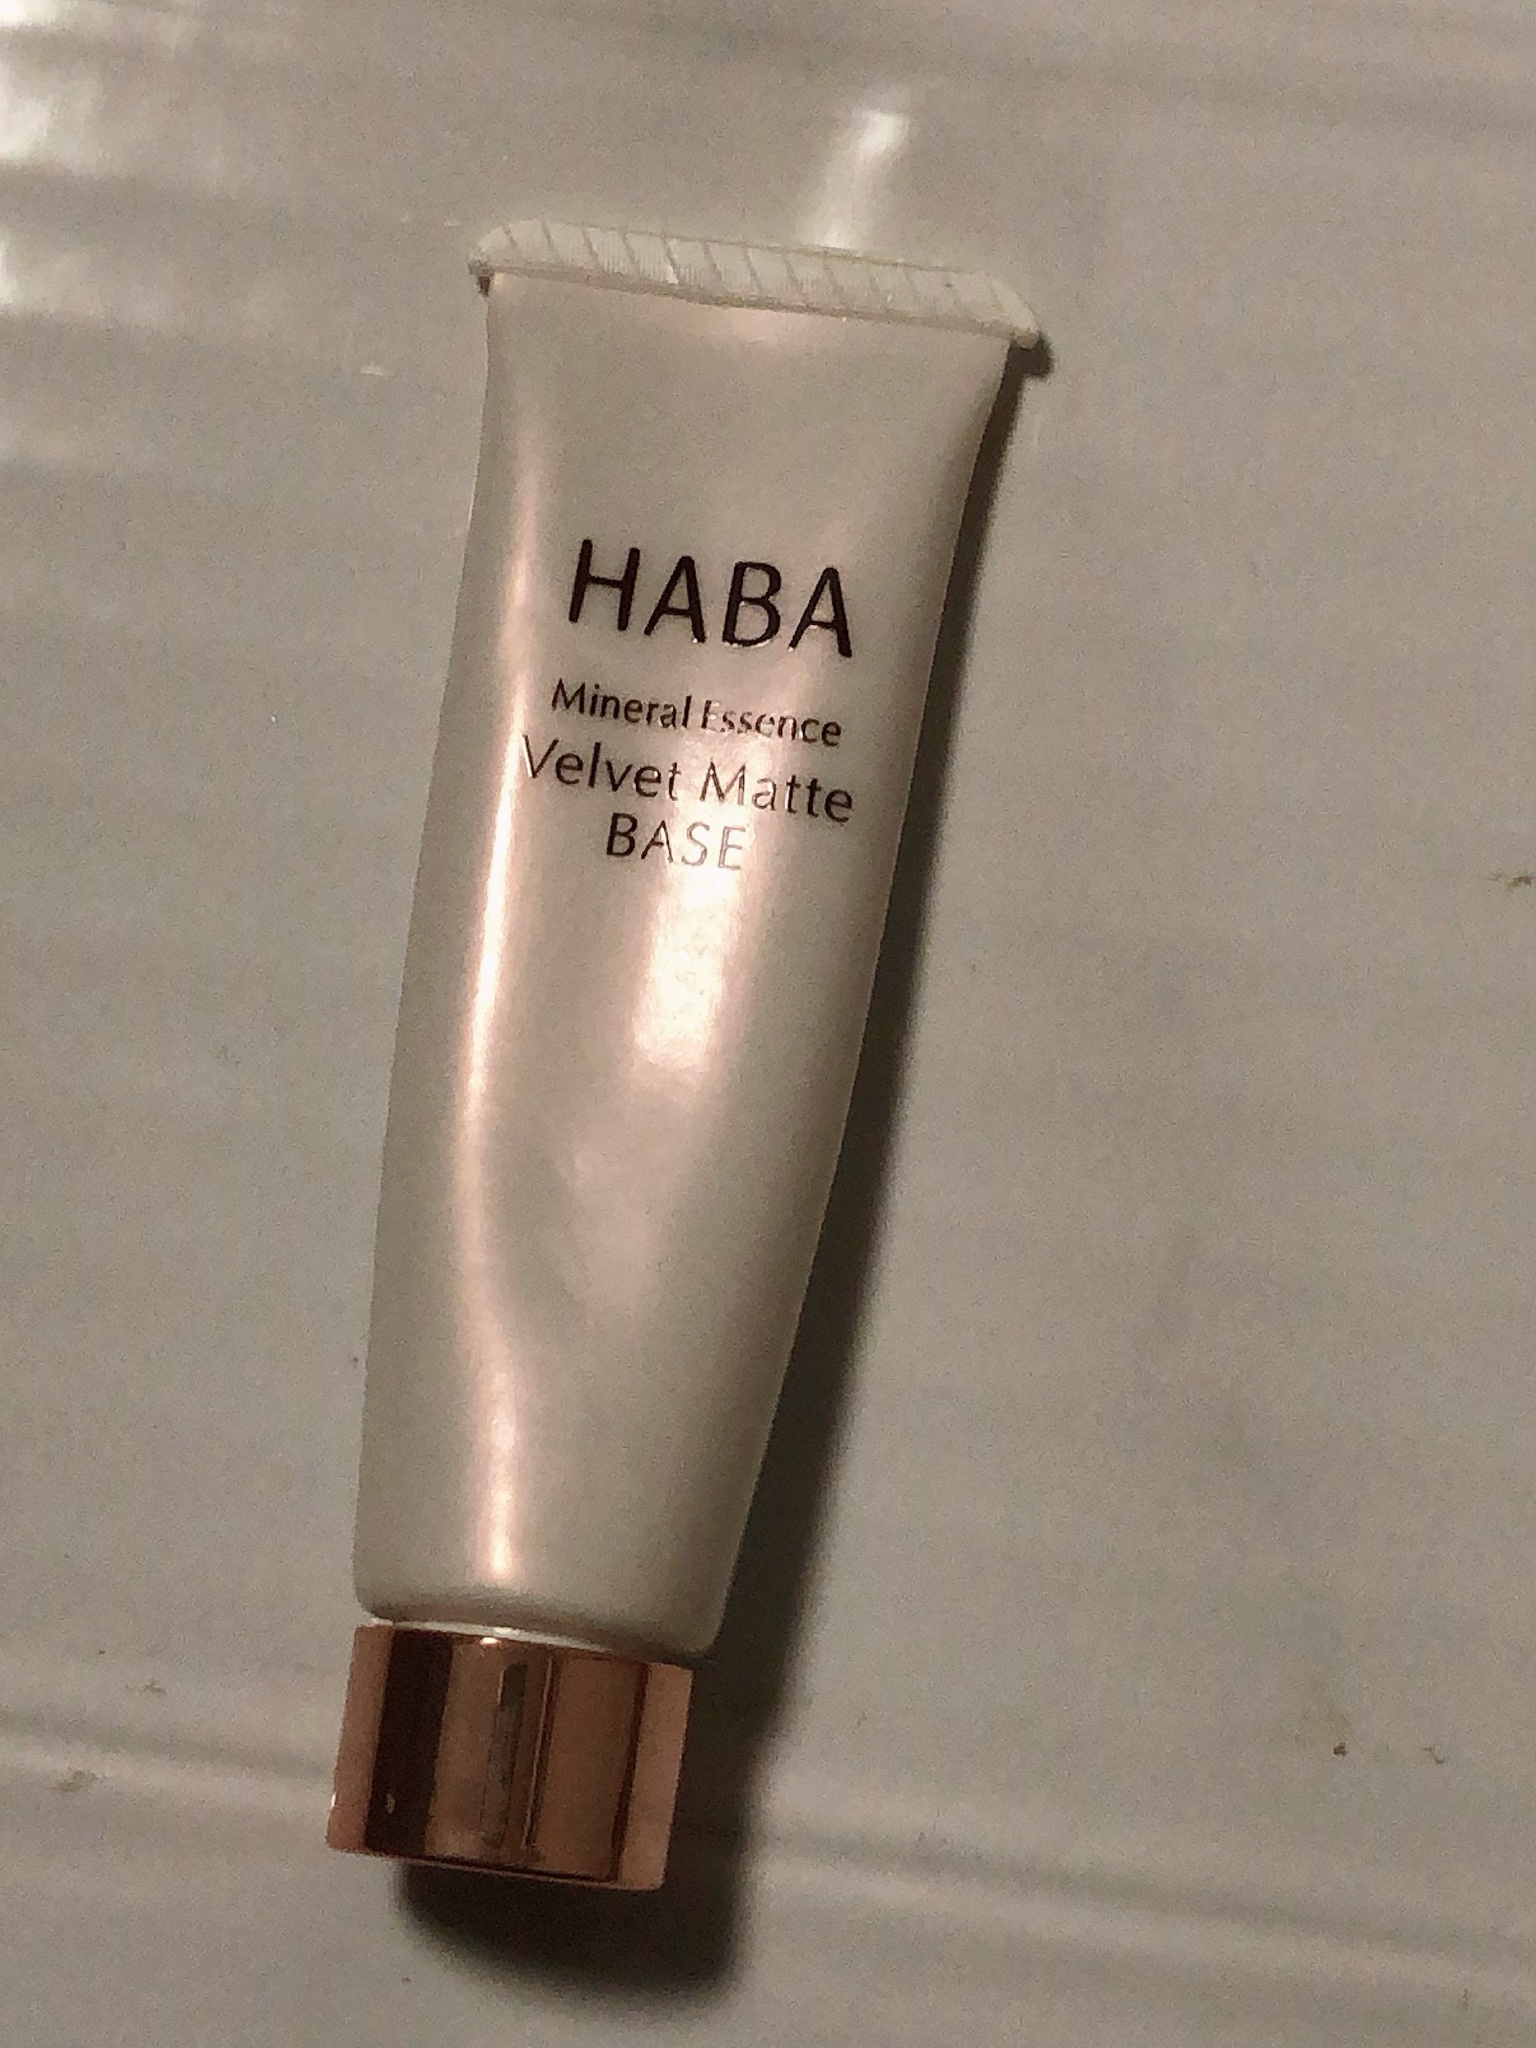 HABA
Mineral Essence
Velvet Matte
BASE